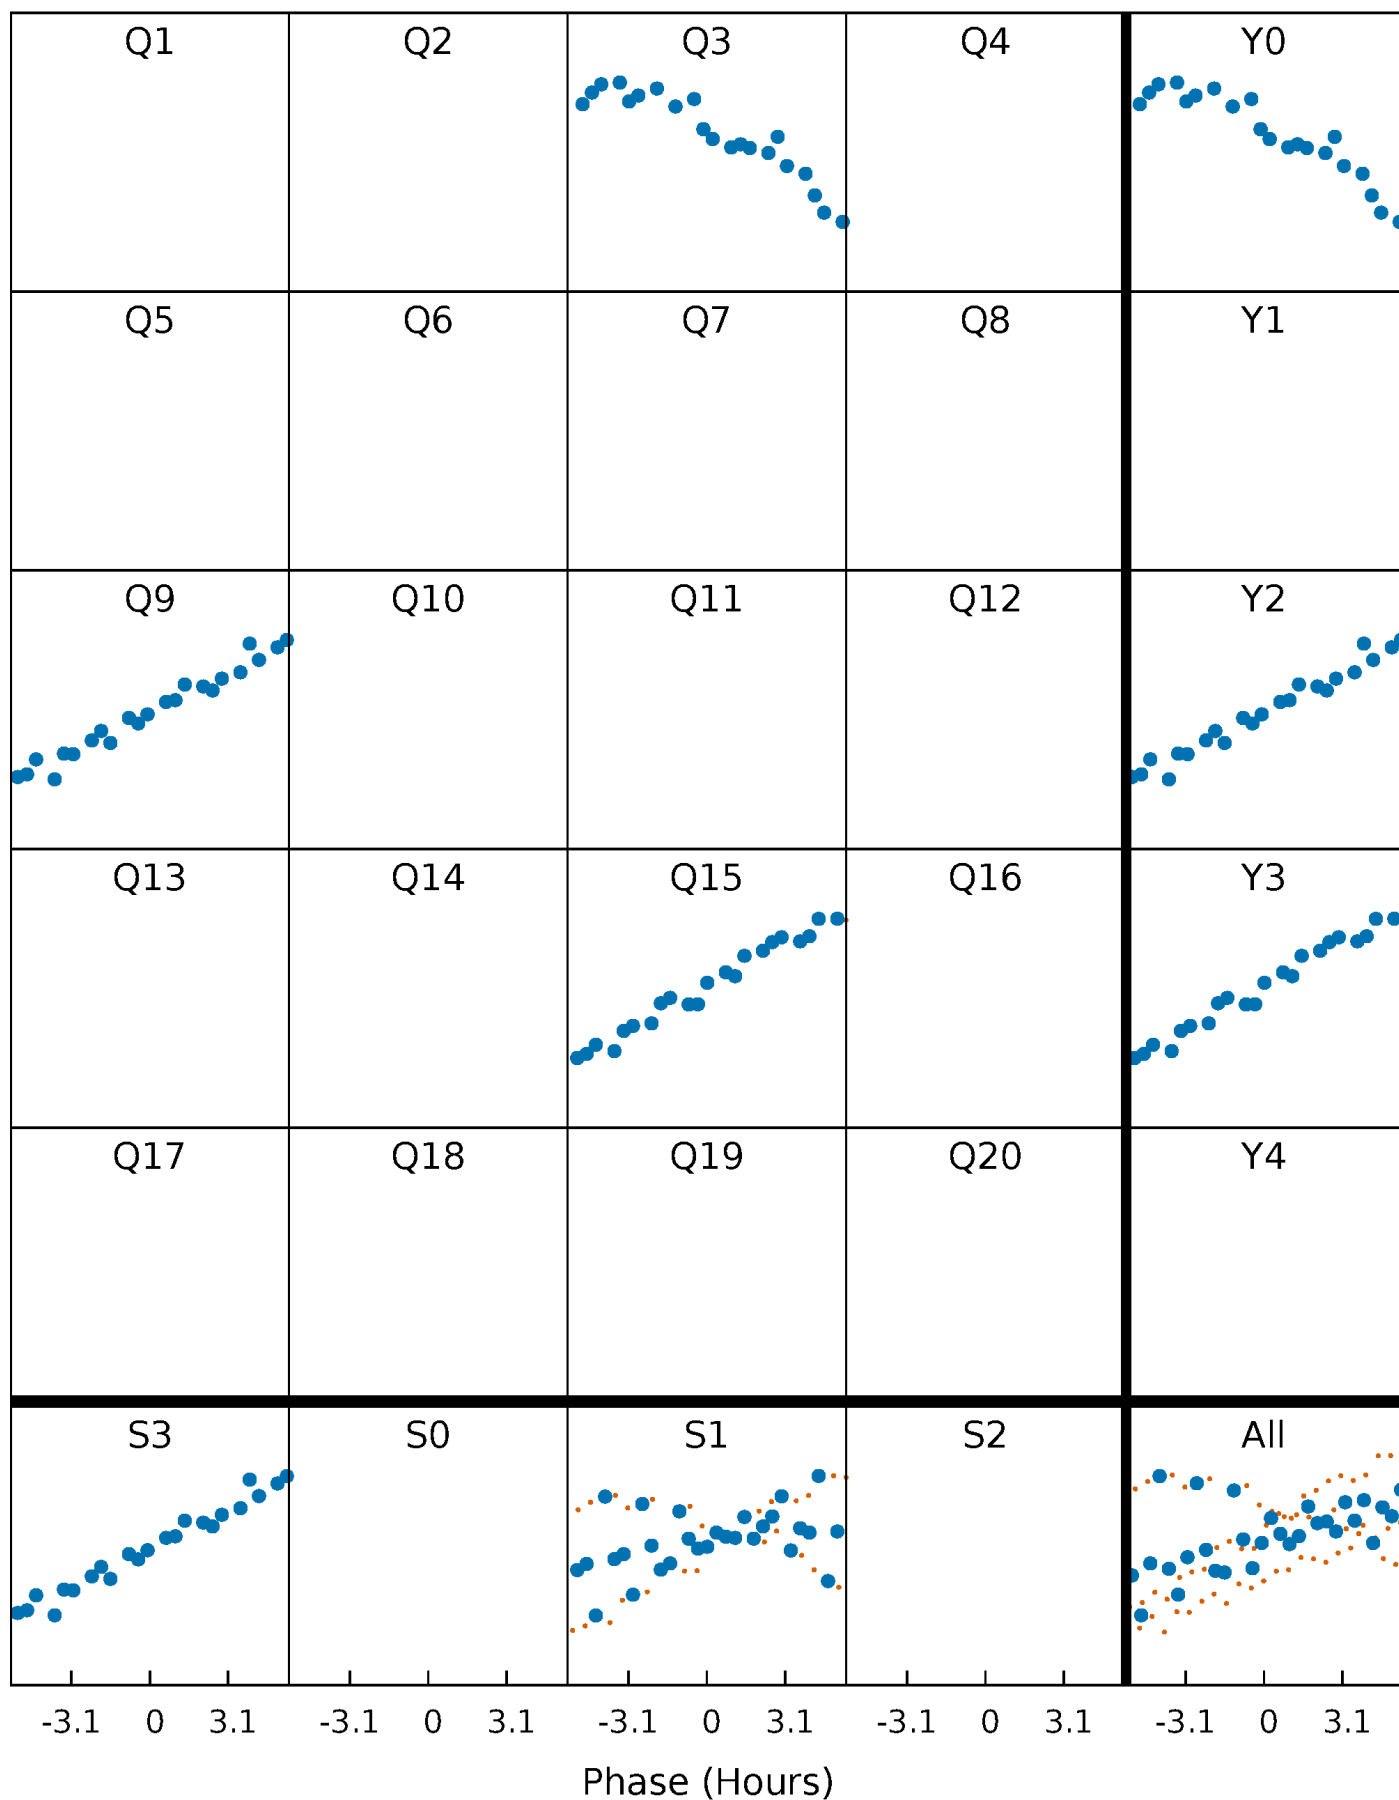 Q1 Q2 Q3 Q4 Y0
Q5 Q6 Q7 Q8 Y1
Q9 Q10 Q11 Q12 Y2
Q13 Q14 Q15 Q16 Y3
Q17 Q18 Q19 Q20 Y4
S3 S0 S1 S2 All
-3.1 0 3.1 -3.1 0 3.1 -3.1 0 3.1 -3.1 0 3.1 -3.1 0 3.1
Phase (Hours)